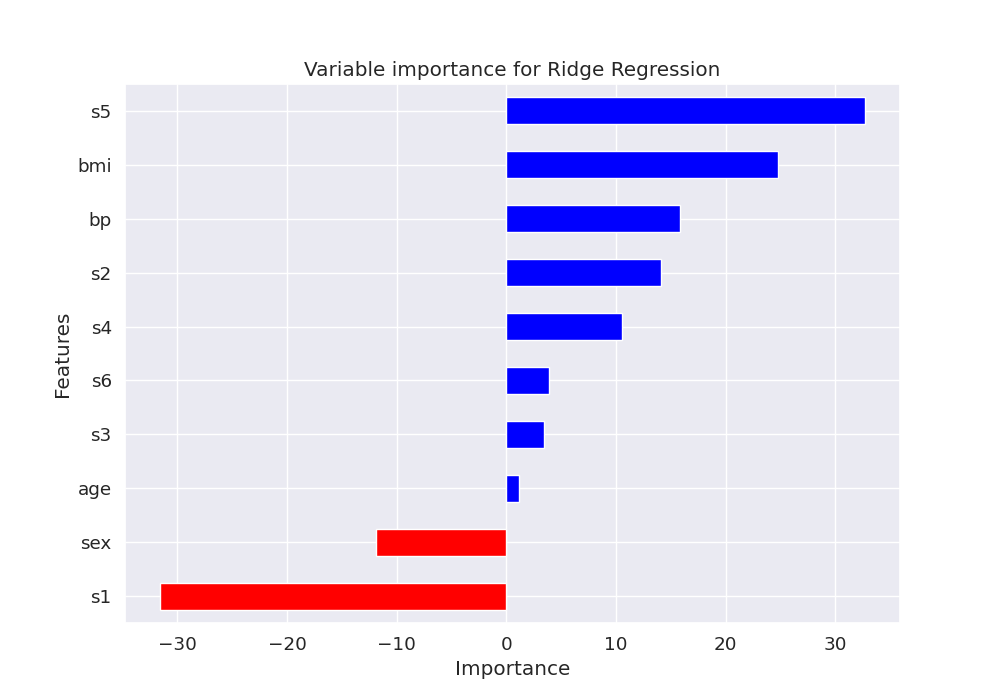 Variable importance for Ridge Regression
s5
bmi
bp
s2
s4
s6
s3
age
sex
s1
Features
−30 −20 −10 0 10 20 30
Importance